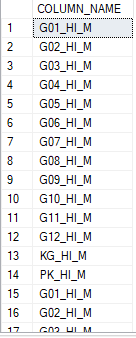 COLUMN_NAME
1 G01_HI_M
2 G02_HI_M
3 G03_HI_M
4 G04_HI_M
5 G05_HI_M
6 G06_HI_M
7 G07_HI_M
8 G08_HI_M
9 G09_HI_M
10 G10_HI_M
11 G11_HI_M
12 G12_HI_M
13 KG_HI_M
14 PK_HI_M
15 G01_HI_M
16 G02_HI_M
17 G03_HI_M